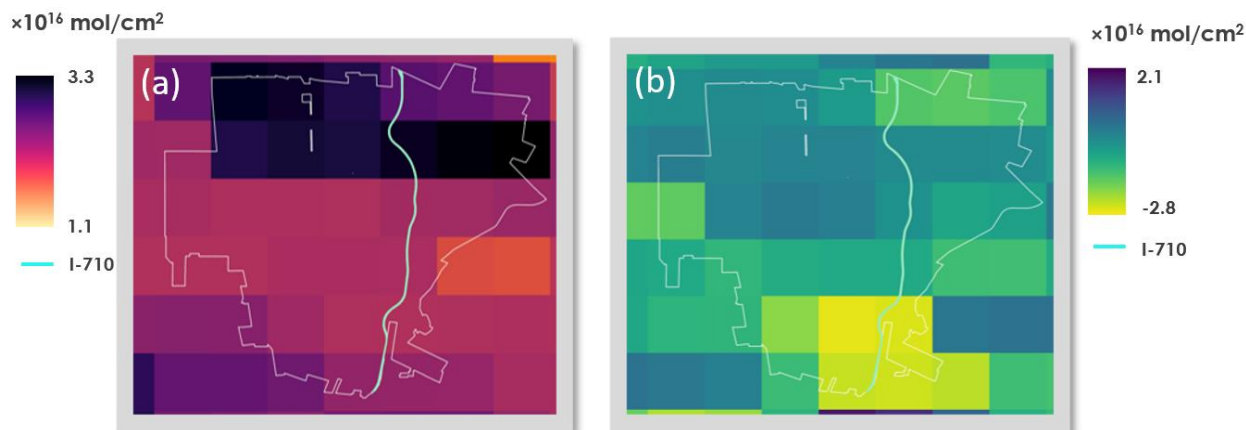 ×10¹⁶ mol/cm²
3.3
1.1
I-710
(a)
(b)
×10¹⁶ mol/cm²
2.1
-2.8
I-710